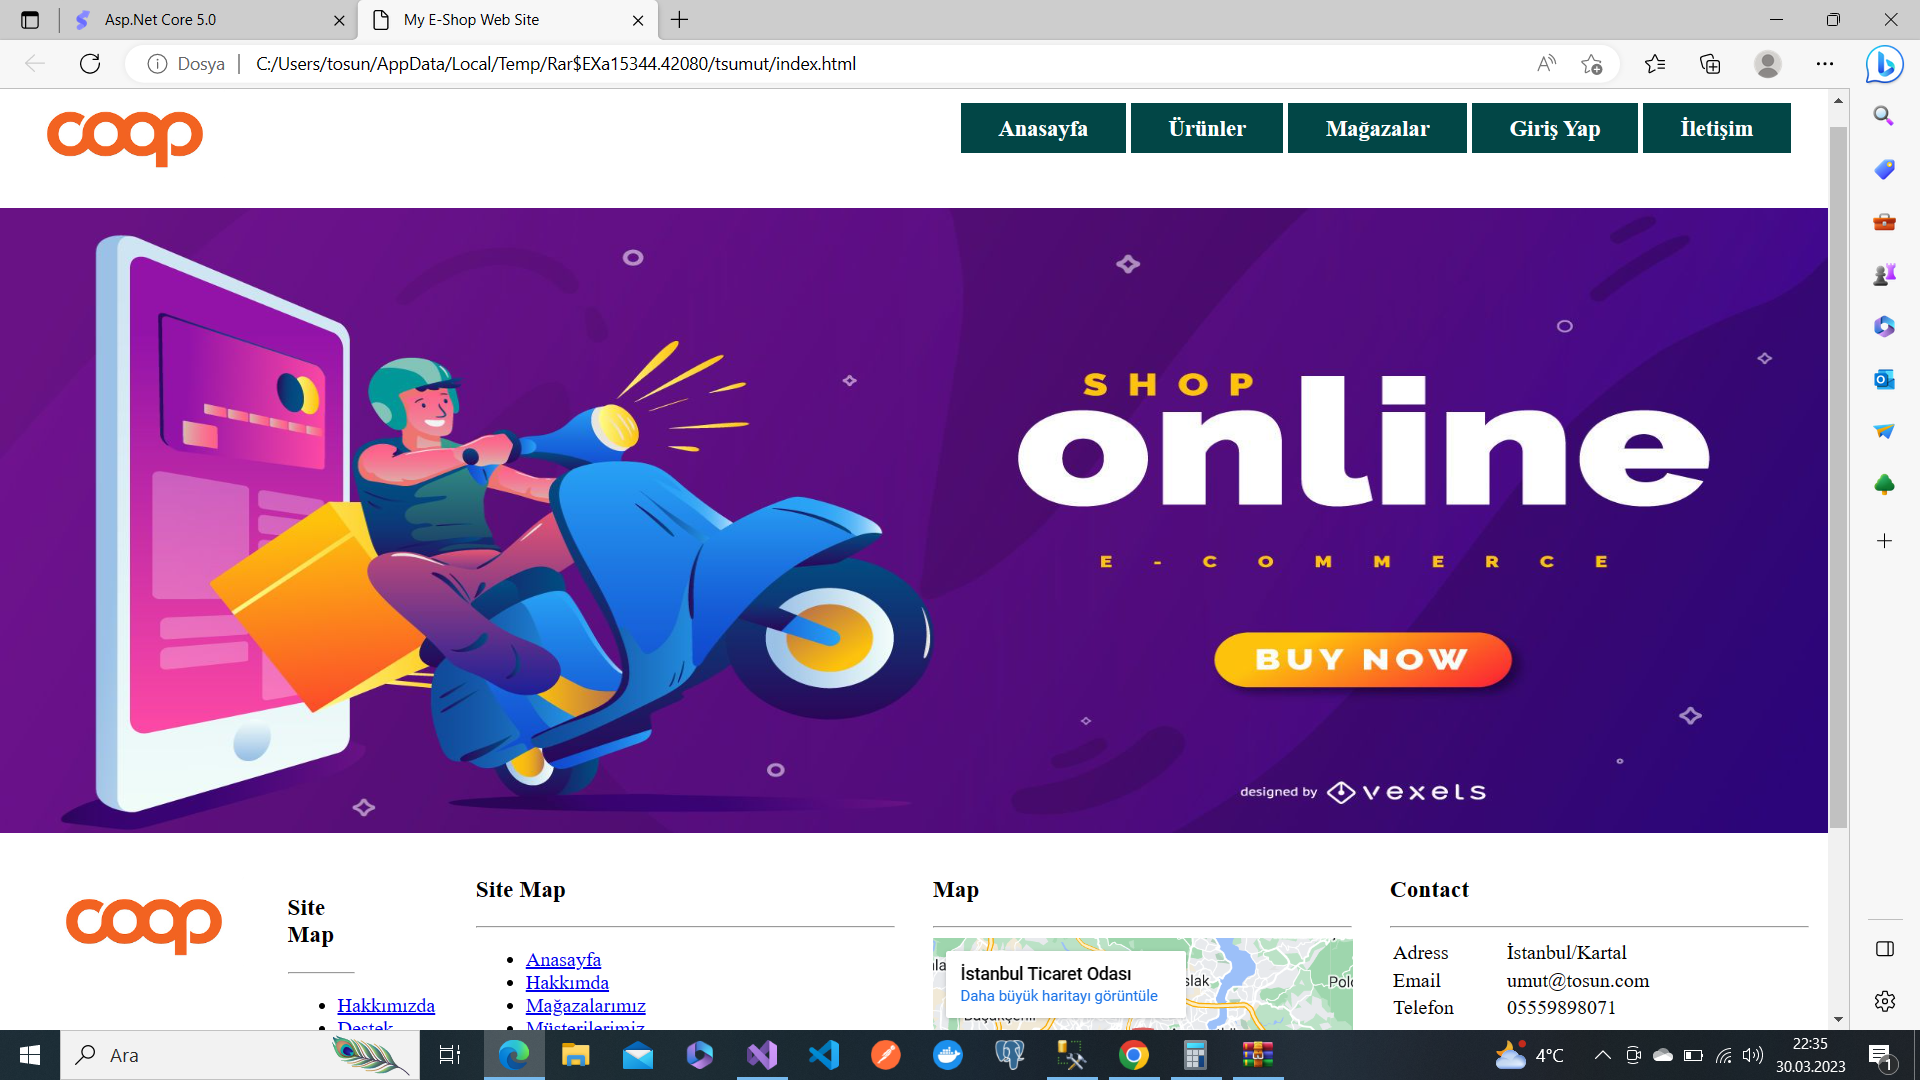 Asp.Net Core 5.0
My E-Shop Web Site
Dosya
C:/Users/tosun/AppData/Local/Temp/Rar$EXa15344.42080/tsumut/index.html
coop
Anasayfa
Ürünler
Mağazalar
Giriş Yap
İletişim
SHOP
online
E-COMMERCE
BUY NOW
designed by vexels
coop
Site
Map
Hakkımızda
Destek
Site Map
Anasayfa
Hakkımda
Mağazalarımız
Müşterilerimiz
Map
İstanbul Ticaret Odası
Daha büyük haritayı görüntüle
Contact
Adress İstanbul/Kartal
Email umut@tosun.com
Telefon 05559898071
Ara
4°C
22:35
30.03.2023
1